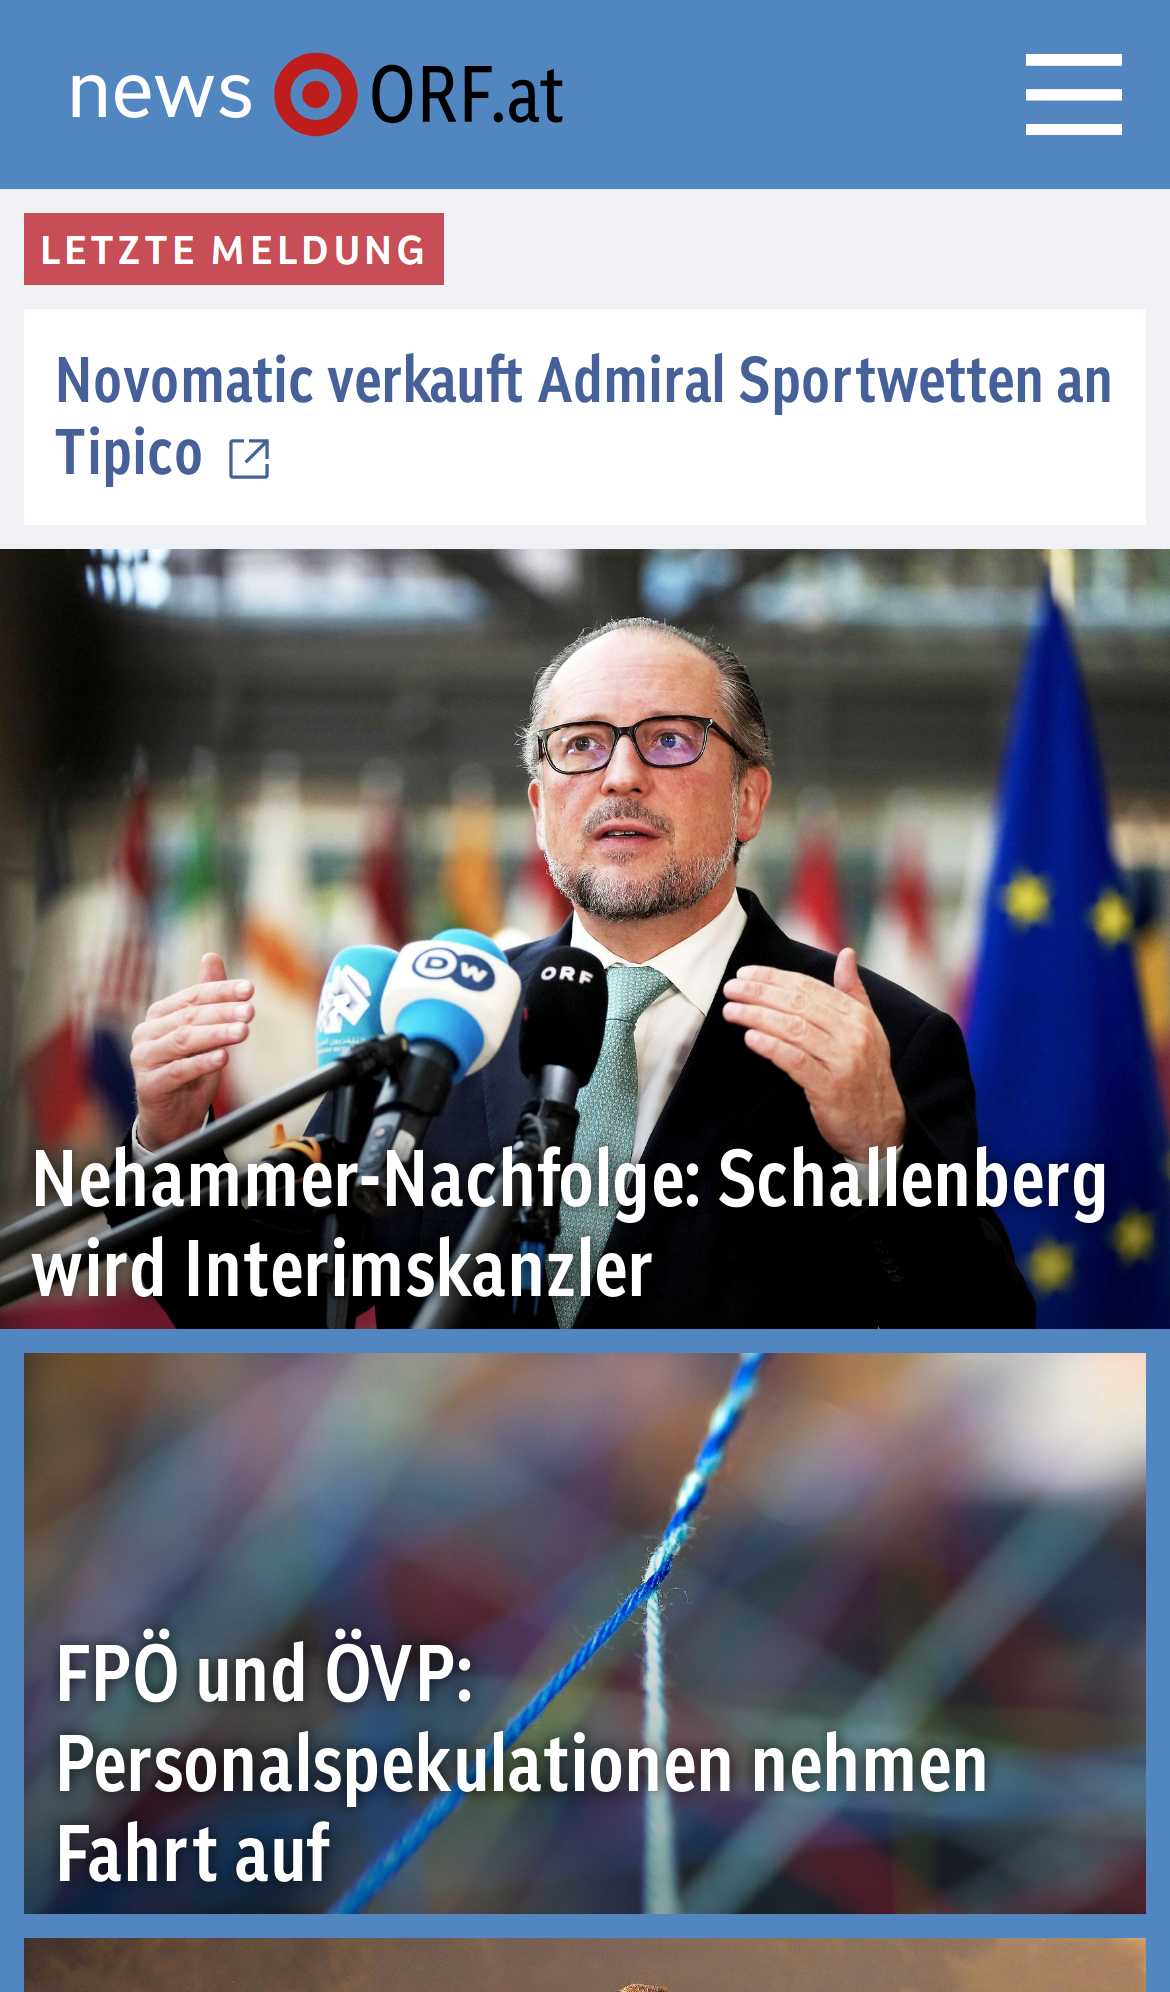 news ORF.at
LETZTE MELDUNG
Novomatic verkauft Admiral Sportwetten an
Tipico
DW
ORF
Nehammer-Nachfolge: Schallenberg
wird Interimskanzler
FPÖ und ÖVP:
Personalspekulationen nehmen
Fahrt auf